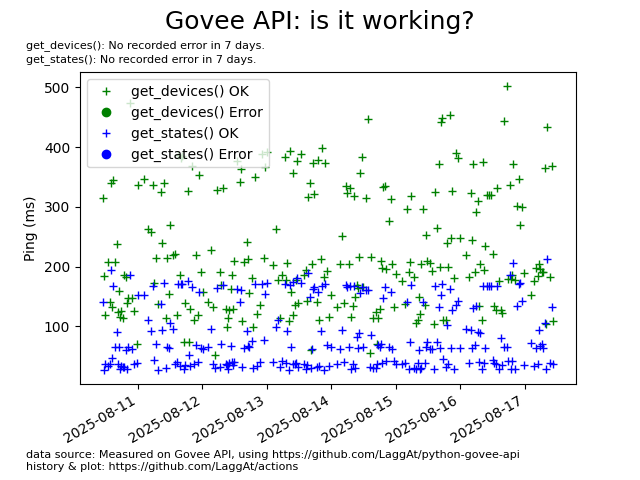 Govee API: is it working?
get_devices(): No recorded error in 7 days.
get_states(): No recorded error in 7 days.
get_devices() OK
get_devices() Error
get_states() OK
get_states() Error
Ping (ms)
500
400
300
200
100
2025-08-11
2025-08-12
2025-08-13
2025-08-14
2025-08-15
2025-08-16
2025-08-17
data source: Measured on Govee API, using https://github.com/LaggAt/python-govee-api
history & plot: https://github.com/LaggAt/actions